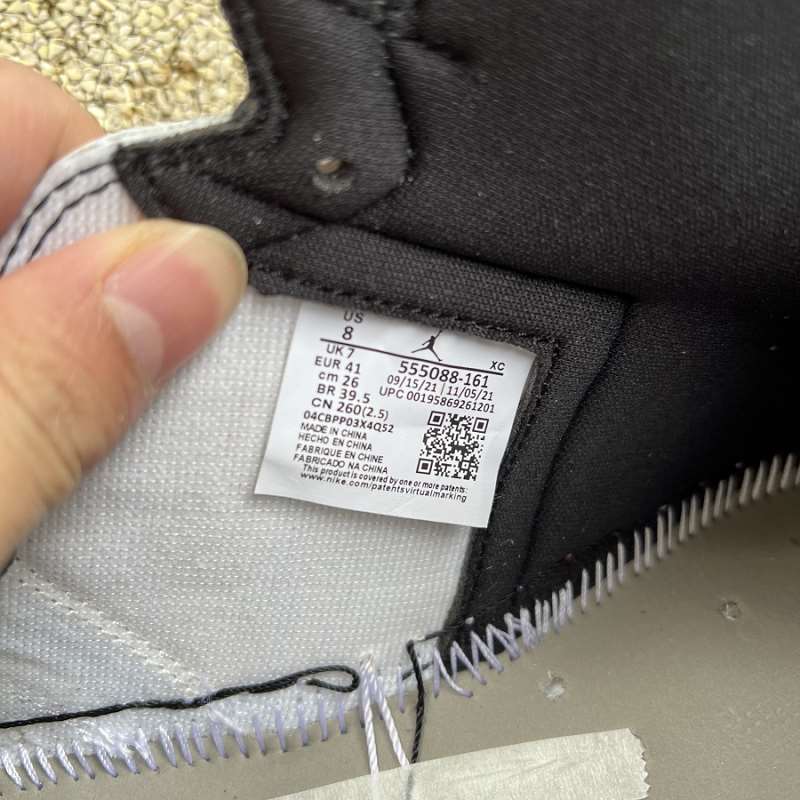 US
8
UK 7
EUR 41
cm 26
BR 39.5
CN 260(2.5)
04CBPP03X4Q52
MADE IN CHINA
HECHO EN CHINA
FABRIQUE EN CHINE
FABRICADO NA CHINA
This product is covered by one or more patents:
www.nike.com/patentsvirtualmarking
XC
555088-161
09/15/21 | 11/05/21
UPC 00195869261201